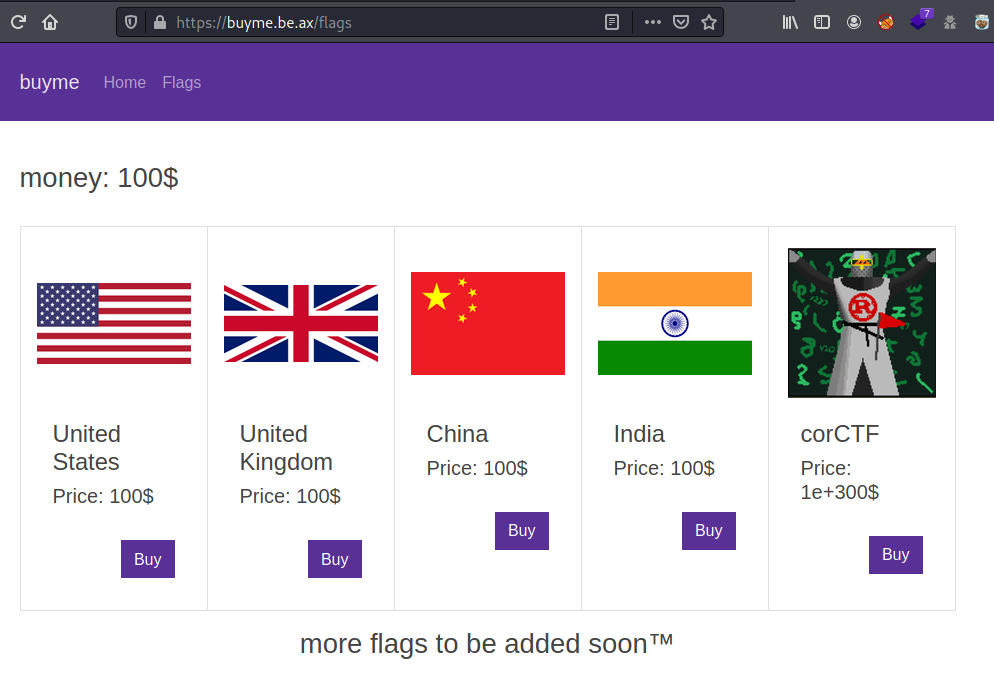 https://buyme.be.ax/flags
7
buyme Home Flags
money: 100$
United States
Price: 100$
Buy
United Kingdom
Price: 100$
Buy
China
Price: 100$
Buy
India
Price: 100$
Buy
R
corCTF
Price: 1e+300$
Buy
more flags to be added soon™